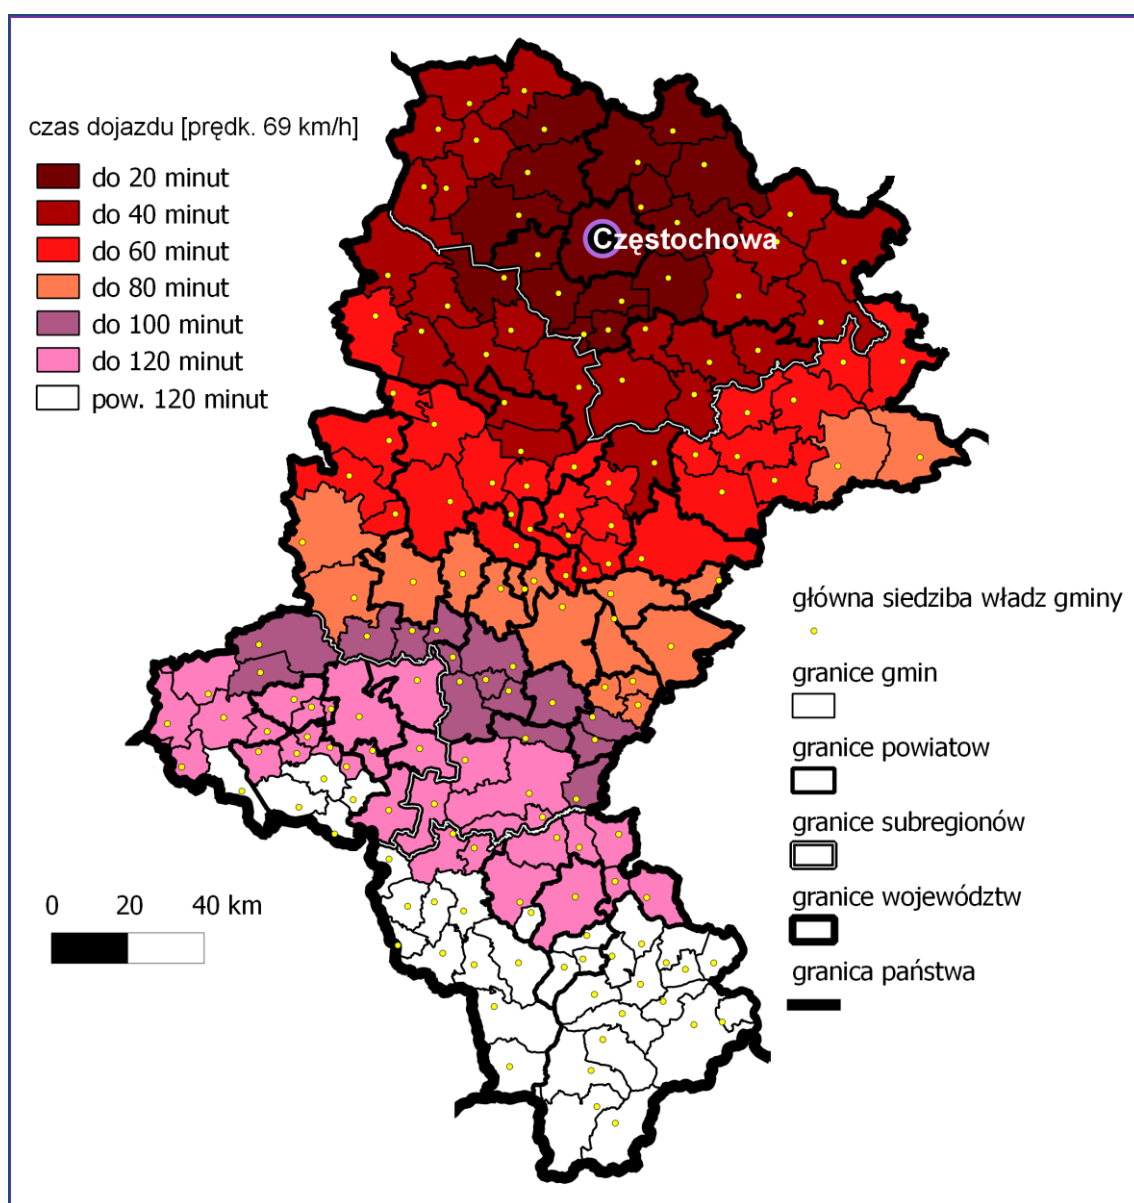 czas dojazdu [prędk. 69 km/h]
do 20 minut
do 40 minut
do 60 minut
do 80 minut
do 100 minut
do 120 minut
pow. 120 minut
Częstochowa
główna siedziba władz gminy
granice gmin
granice powiatow
granice subregionów
granice województw
granica państwa
0 20 40 km